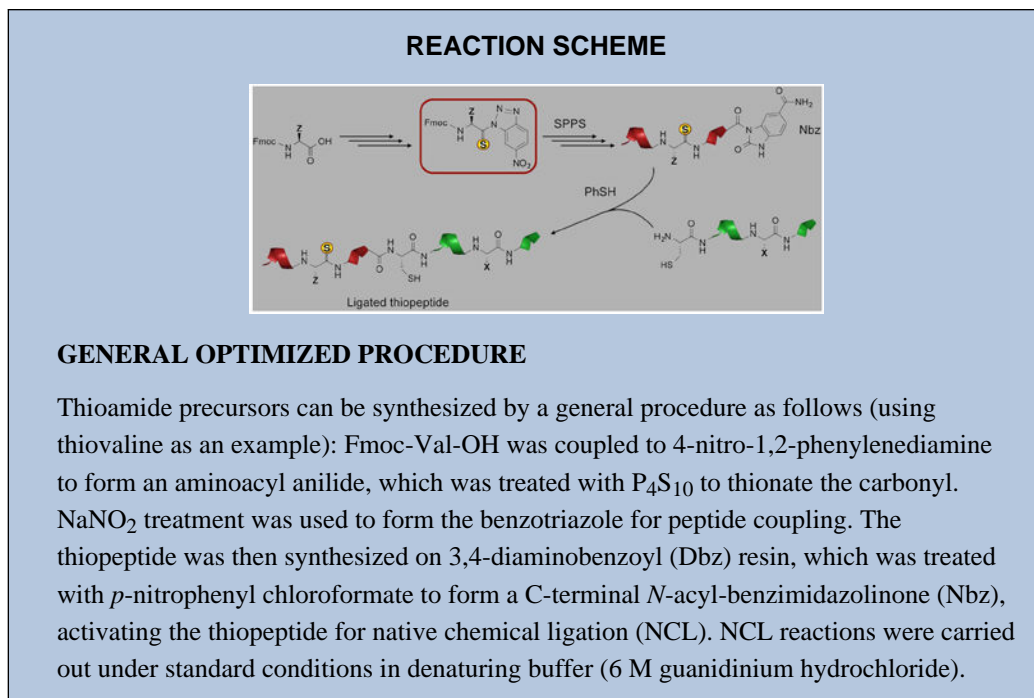 REACTION SCHEME
Fmoc
N
H
Z
O
OH
Fmoc
N
H
Z
S
N
N
N
NO2
SPPS
N
H
Z
S
N
H
O
N
O
N
H
O
NH2
Nbz
PhSH
N
H
Z
S
N
H
O
H
N
O
N
H
SH
H
N
O
X
N
H
H2N
O
N
H
HS
H
N
O
X
N
H
Ligated thiopeptide
GENERAL OPTIMIZED PROCEDURE
Thioamide precursors can be synthesized by a general procedure as follows (using
thiovaline as an example): Fmoc-Val-OH was coupled to 4-nitro-1,2-phenylenediamine
to form an aminoacyl anilide, which was treated with P4S10 to thionate the carbonyl.
NaNO2 treatment was used to form the benzotriazole for peptide coupling. The
thiopeptide was then synthesized on 3,4-diaminobenzoyl (Dbz) resin, which was treated
with p-nitrophenyl chloroformate to form a C-terminal N-acyl-benzimidazolinone (Nbz),
activating the thiopeptide for native chemical ligation (NCL). NCL reactions were carried
out under standard conditions in denaturing buffer (6 M guanidinium hydrochloride).